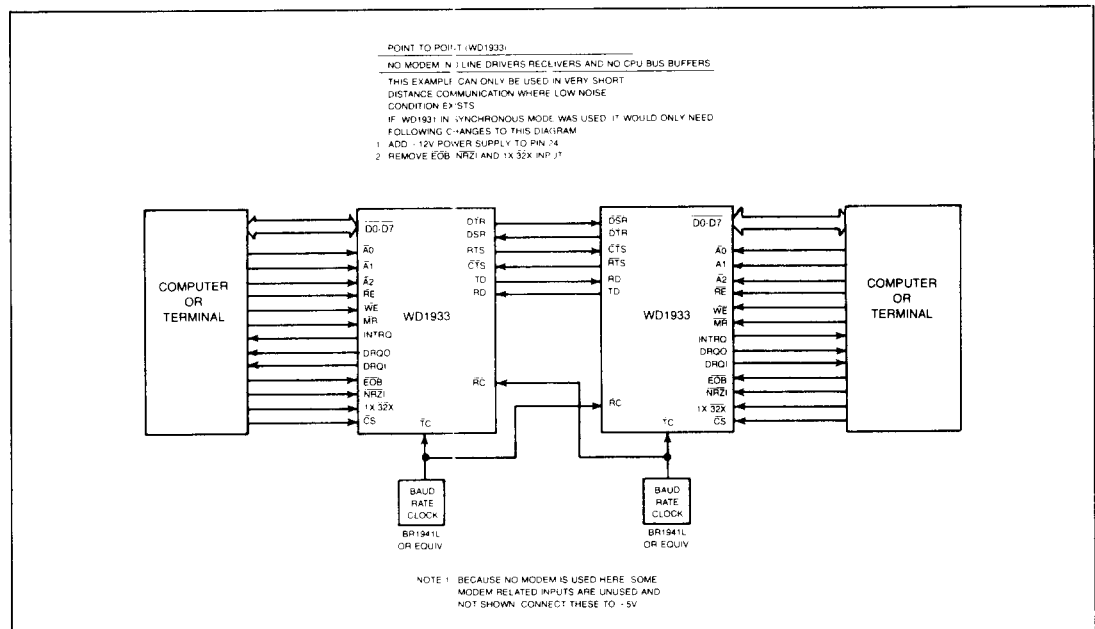 POINT TO POINT (WD1933)
NO MODEM NO LINE DRIVERS RECEIVERS AND NO CPU BUS BUFFERS
THIS EXAMPLE CAN ONLY BE USED IN VERY SHORT
DISTANCE COMMUNICATION WHERE LOW NOISE
CONDITION EXISTS
IF WD1931 IN SYNCHRONOUS MODE WAS USED IT WOULD ONLY NEED
FOLLOWING CHANGES TO THIS DIAGRAM
1 ADD -12V POWER SUPPLY TO PIN 24
2 REMOVE EOB NRZI AND 1X 32X INPUT
COMPUTER
OR
TERMINAL
D0-D7
A0
A1
A2
RE
WE
MR
INTRQ
DRQO
DRQI
EOB
NRZI
1X 32X
CS
DTR
DSR
RTS
CTS
TD
RD
WD1933
RC
TC
DSR
DTR
CTS
RTS
RD
TD
WD1933
RC
TC
D0-D7
A0
A1
A2
RE
WE
MR
INTRQ
DRQO
DRQI
EOB
NRZI
1X 32X
CS
COMPUTER
OR
TERMINAL
BAUD
RATE
CLOCK
BR1941L
OR EQUIV
BAUD
RATE
CLOCK
BR1941L
OR EQUIV
NOTE 1 BECAUSE NO MODEM IS USED HERE SOME
MODEM RELATED INPUTS ARE UNUSED AND
NOT SHOWN CONNECT THESE TO -5V